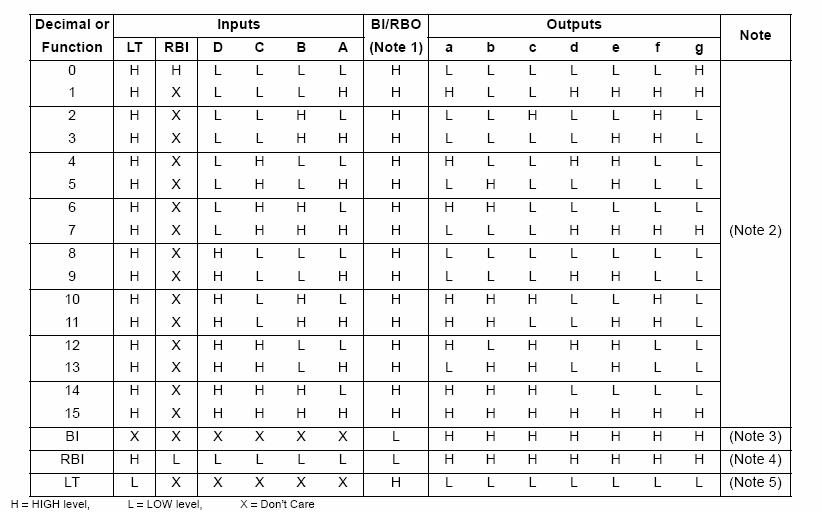 Decimal or Inputs BI/RBO Outputs Note
Function LT RBI D C B A (Note 1) a b c d e f g
0 H H L L L L H L L L L L L H
1 H X L L L H H H L L H H H H
2 H X L L H L H L L H L L H L
3 H X L L H H H L L L L H H L
4 H X L H L L H H L L H H L L
5 H X L H L H H L H L L H L L
6 H X L H H L H H H L L L L L
7 H X L H H H H L L L H H H H (Note 2)
8 H X H L L L H L L L L L L L
9 H X H L L H H L L L H H L L
10 H X H L H L H H H H L L H L
11 H X H L H H H H H L L H H L
12 H X H H L L H H L H H H L L
13 H X H H L H H L H H L H L L
14 H X H H H L H H H H L L L L
15 H X H H H H H H H H H H H H
BI X X X X X X L H H H H H H H (Note 3)
RBI H L L L L L L H H H H H H H (Note 4)
LT L X X X X X H L L L L L L L (Note 5)
H = HIGH level, L = LOW level, X = Don't Care